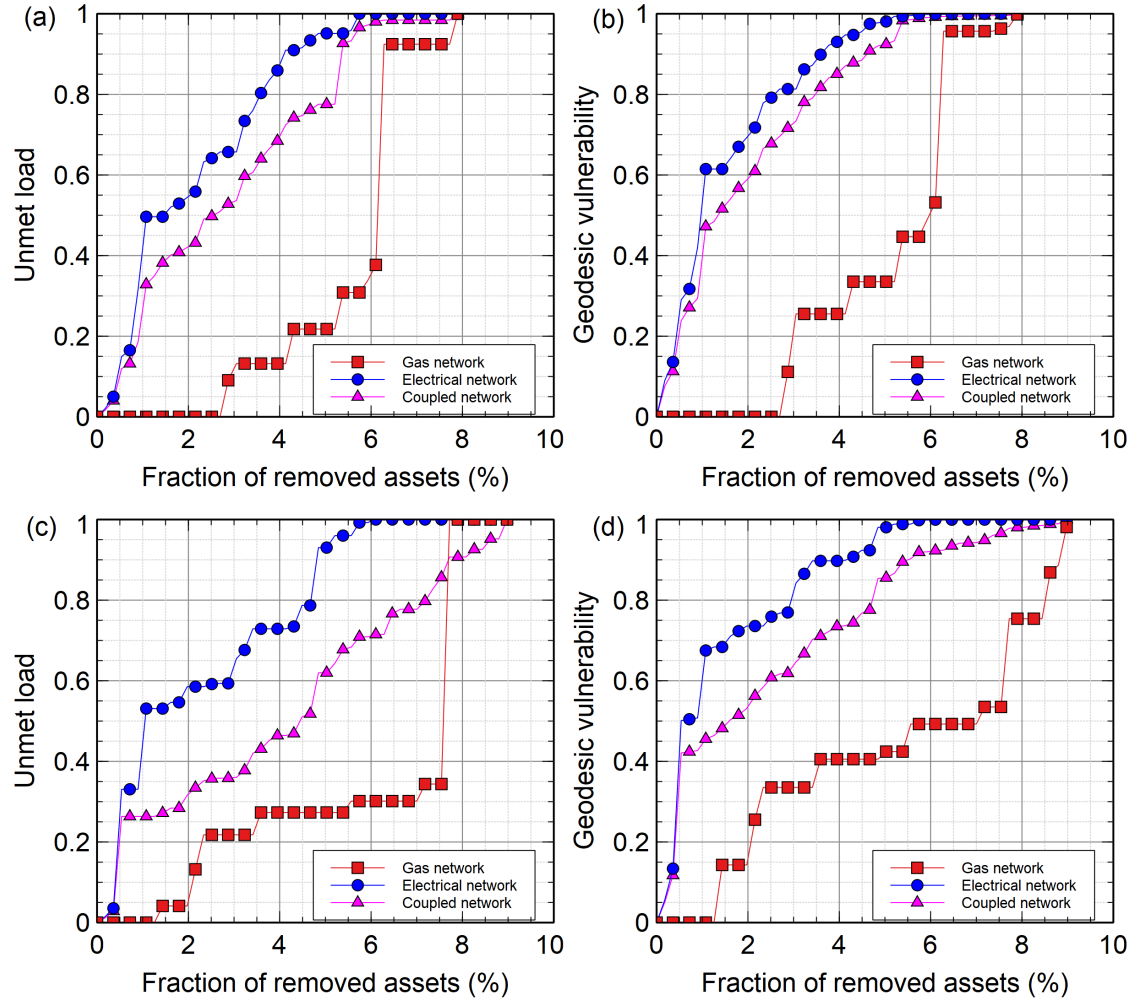 (a)
Unmet load
1
0.8
0.6
0.4
0.2
0
0 2 4 6 8 10
Fraction of removed assets (%)
Gas network
Electrical network
Coupled network
(b)
Geodesic vulnerability
1
0.8
0.6
0.4
0.2
0
0 2 4 6 8 10
Fraction of removed assets (%)
Gas network
Electrical network
Coupled network
(c)
Unmet load
1
0.8
0.6
0.4
0.2
0
0 2 4 6 8 10
Fraction of removed assets (%)
Gas network
Electrical network
Coupled network
(d)
Geodesic vulnerability
1
0.8
0.6
0.4
0.2
0
0 2 4 6 8 10
Fraction of removed assets (%)
Gas network
Electrical network
Coupled network